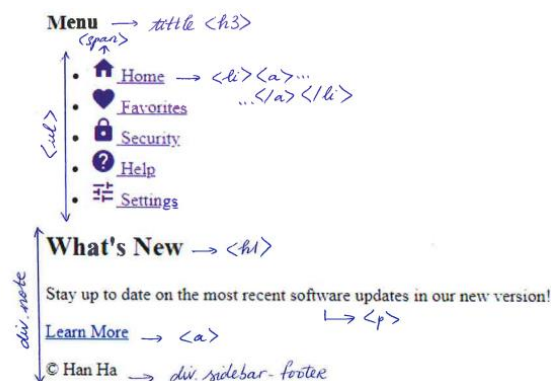 Menu → tittle <h3>
<span>
Home → <li><a>...
...</a></li>
Favorites
Security
Help
Settings
<ul>
What's New → <h1>
Stay up to date on the most recent software updates in our new version!
↳ <p>
Learn More → <a>
© Han Ha → div.sidebar-footer
div.note